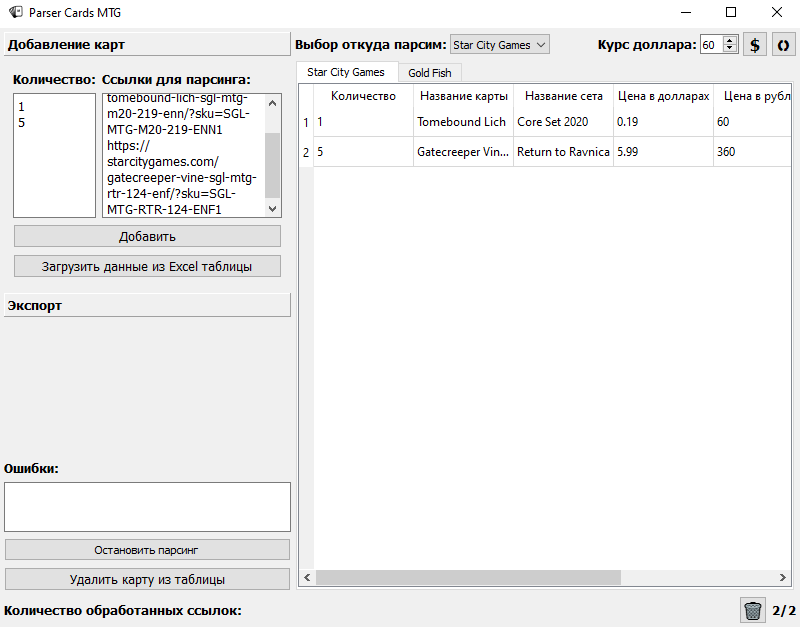 Parser Cards MTG
Добавление карт
Выбор откуда парсим: Star City Games
Курс доллара: 60
$
Количество: Ссылки для парсинга:
1
5
tomebound-lich-sgl-mtg-
m20-219-enn/?sku=SGL-
MTG-M20-219-ENN1
https://
starcitygames.com/
gatecreeper-vine-sgl-mtg-
rtr-124-enf/?sku=SGL-
MTG-RTR-124-ENF1
Добавить
Загрузить данные из Excel таблицы
Экспорт
Ошибки:
Остановить парсинг
Удалить карту из таблицы
Количество обработанных ссылок:
Star City Games Gold Fish
Количество Название карты Название сета Цена в долларах Цена в рубл
1 1 Tomebound Lich Core Set 2020 0.19 60
2 5 Gatecreeper Vin... Return to Ravnica 5.99 360
2/2